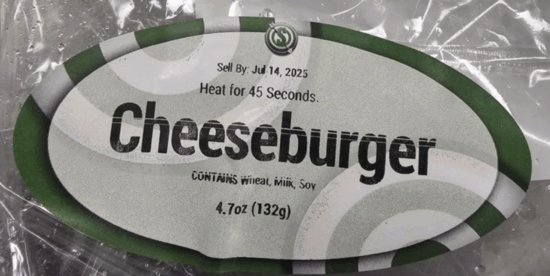 Sell By: Jul 14, 2025
Heat for 45 Seconds.
Cheeseburger
CONTAINS Wheat, Milk, Soy
4.7oz (132g)